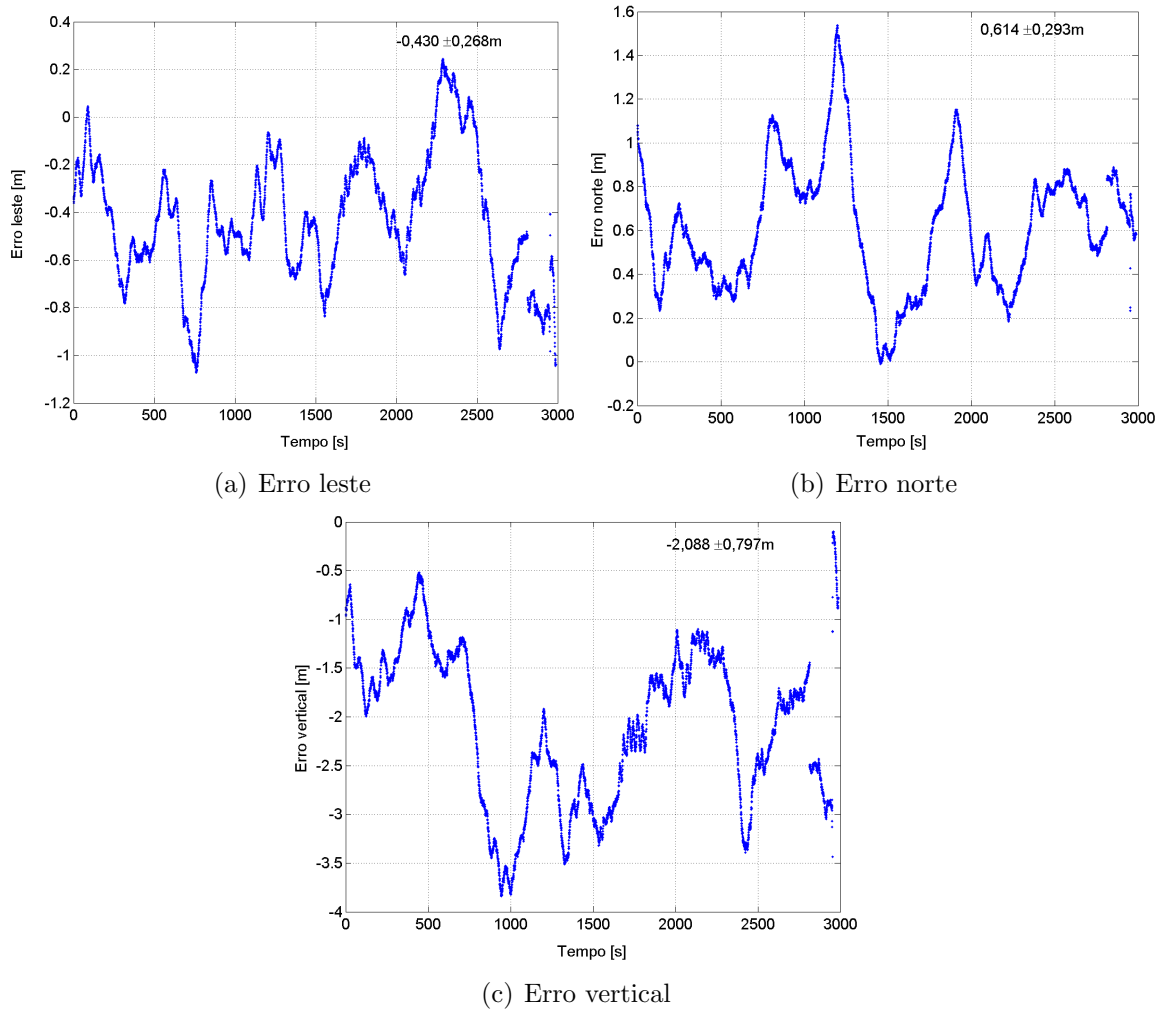 -0,430 ±0,268m
0.4
0.2
0
-0.2
-0.4
-0.6
-0.8
-1
-1.2
Erro leste [m]
0 500 1000 1500 2000 2500 3000
Tempo [s]
(a) Erro leste
0,614 ±0,293m
1.6
1.4
1.2
1
0.8
0.6
0.4
0.2
0
-0.2
Erro norte [m]
0 500 1000 1500 2000 2500 3000
Tempo [s]
(b) Erro norte
-2,088 ±0,797m
0
-0.5
-1
-1.5
-2
-2.5
-3
-3.5
-4
Erro vertical [m]
0 500 1000 1500 2000 2500 3000
Tempo [s]
(c) Erro vertical